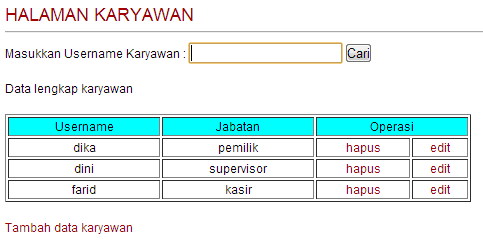 HALAMAN KARYAWAN
Masukkan Username Karyawan : Cari
Data lengkap karyawan
Username Jabatan Operasi
dika pemilik hapus edit
dini supervisor hapus edit
farid kasir hapus edit
Tambah data karyawan